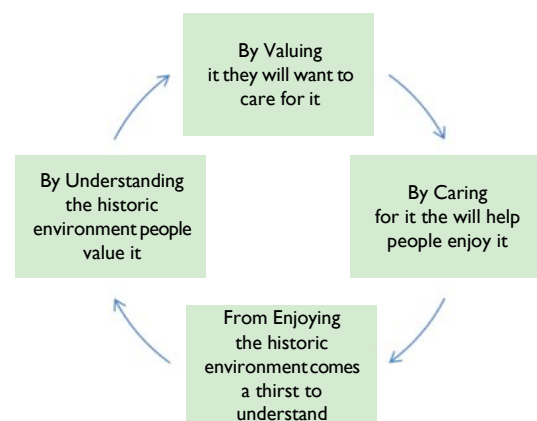 By Valuing
it they will want to
care for it
By Caring
for it the will help
people enjoy it
From Enjoying
the historic
environment comes
a thirst to
understand
By Understanding
the historic
environment people
value it